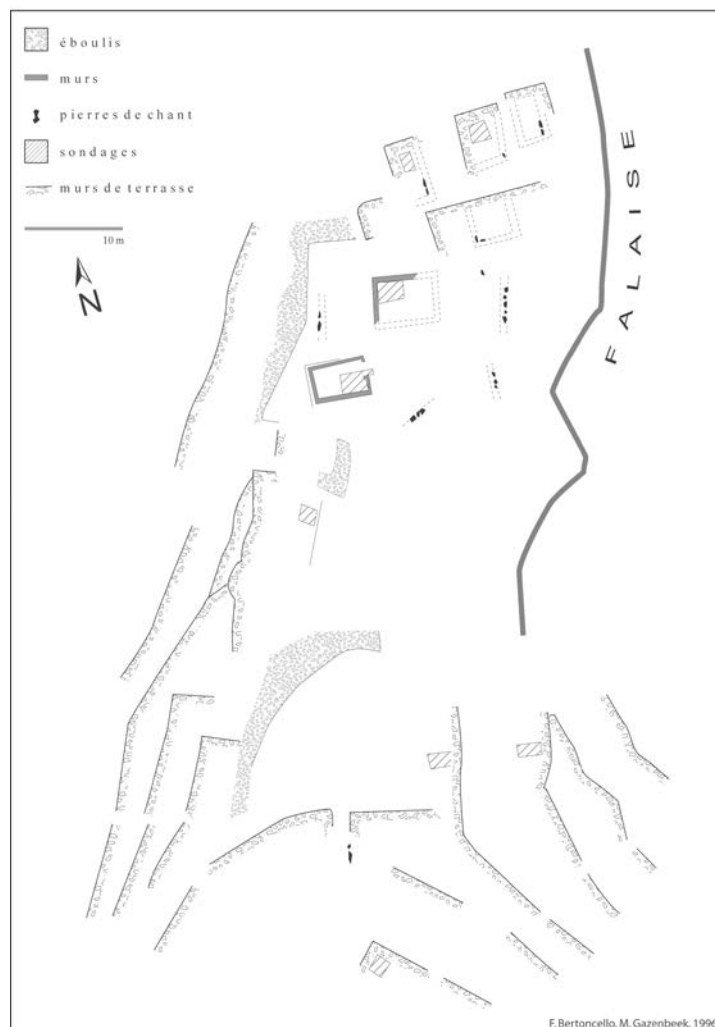 éboulis
murs
pierres de chant
sondages
murs de terrasse
10 m
N
FALAISE
F. Bertoncello, M. Gazenbeek, 1996